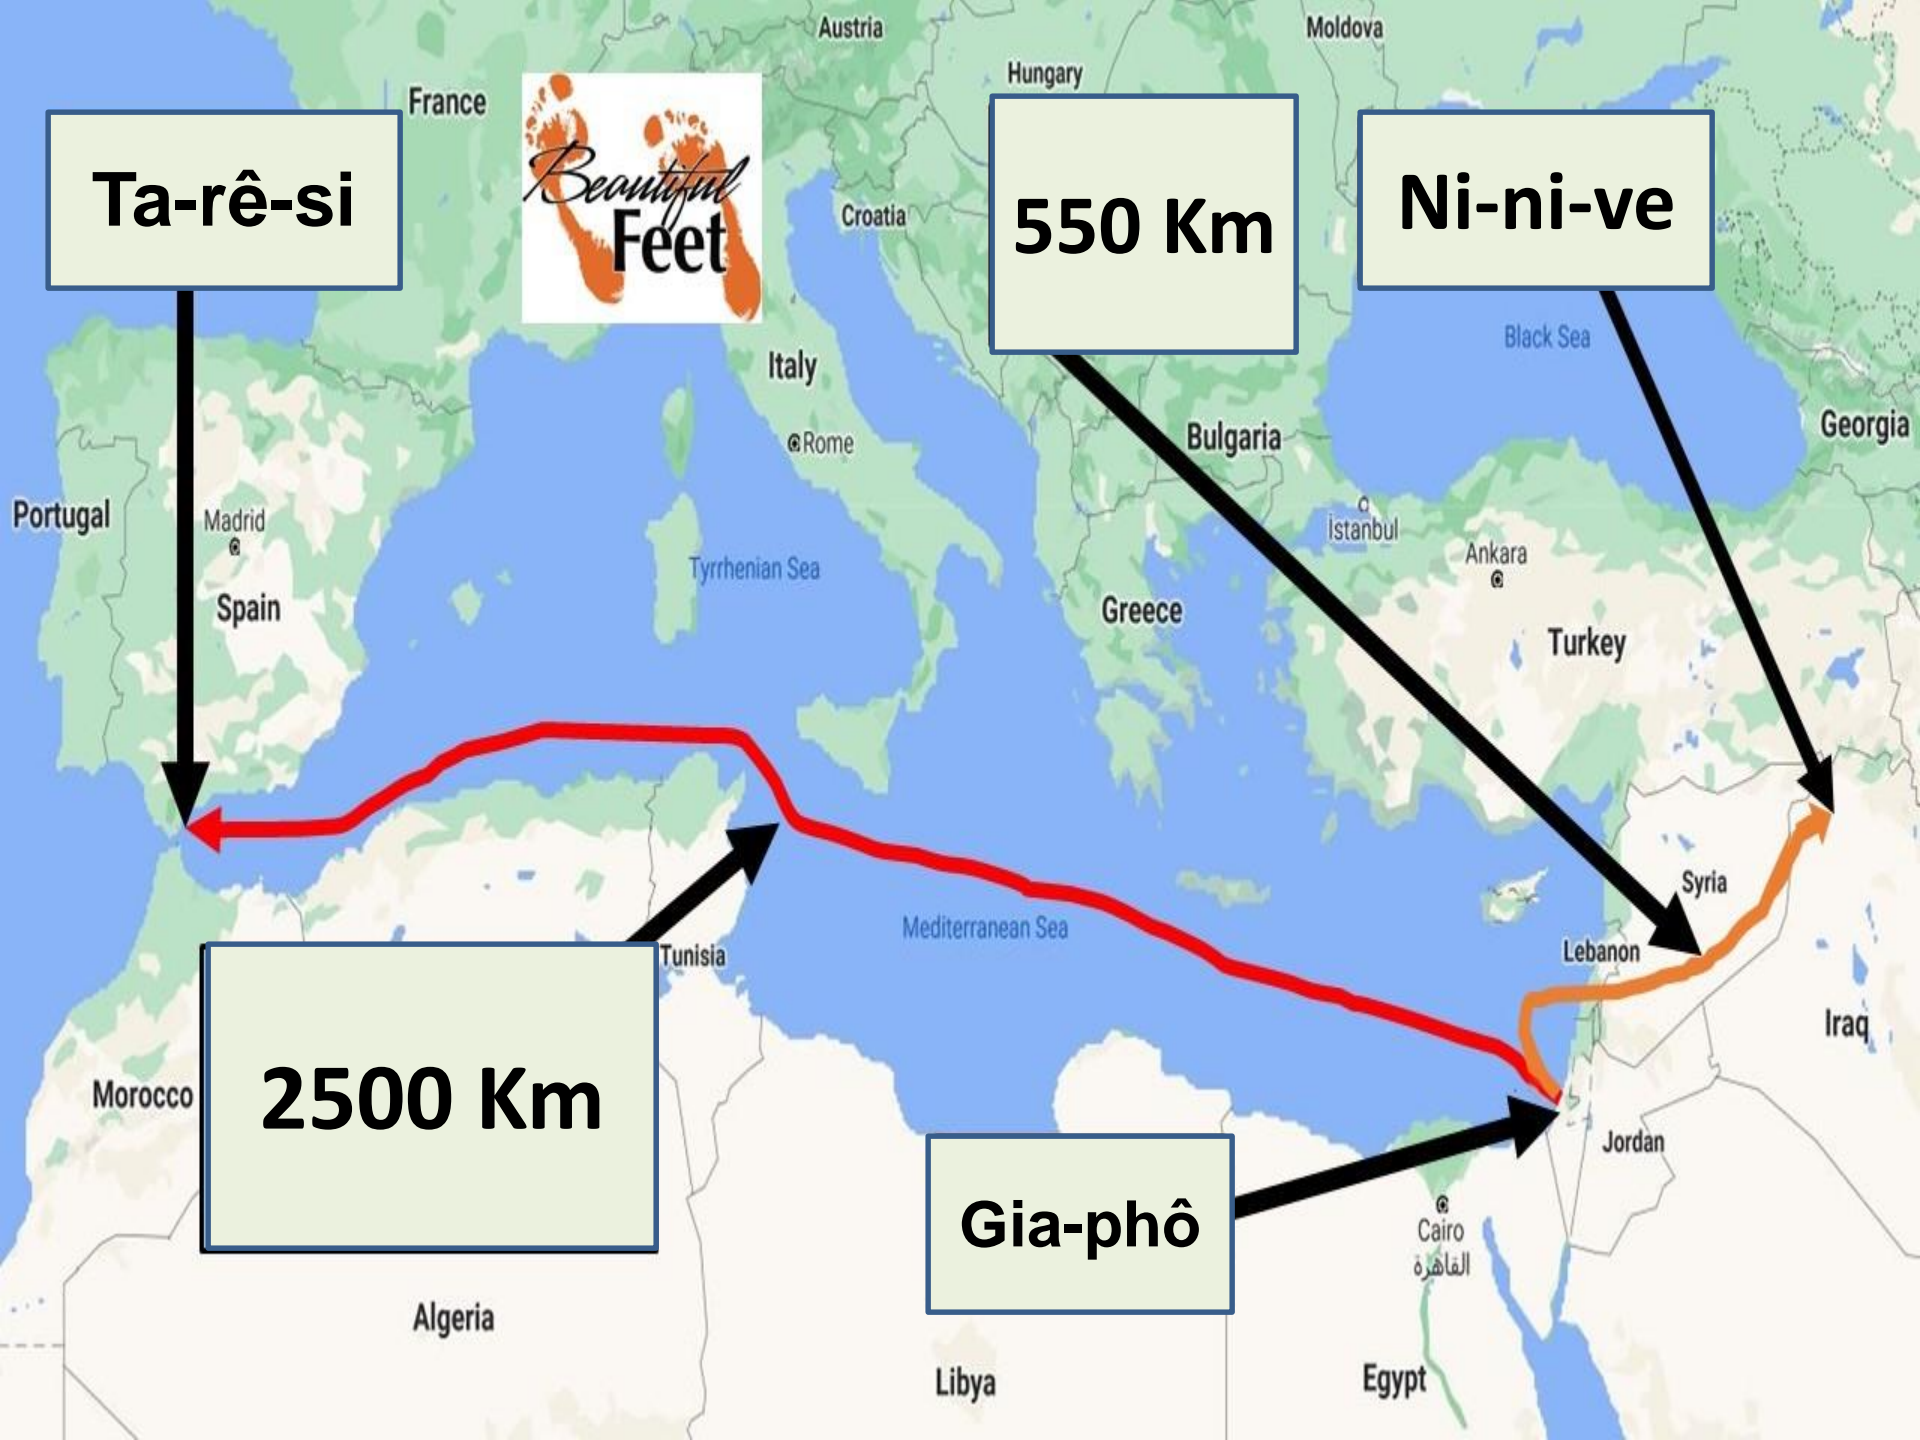 Austria
Moldova
Hungary
France
Beautiful
Feet
Ta-rê-si
550 Km
Ni-ni-ve
Croatia
Black Sea
Italy
Rome
Bulgaria
Georgia
Portugal
Madrid
İstanbul
Ankara
Tyrrhenian Sea
Spain
Greece
Turkey
Syria
Mediterranean Sea
Lebanon
Tunisia
Iraq
2500 Km
Morocco
Jordan
Gia-phô
Cairo
القاهرة
Algeria
Libya
Egypt